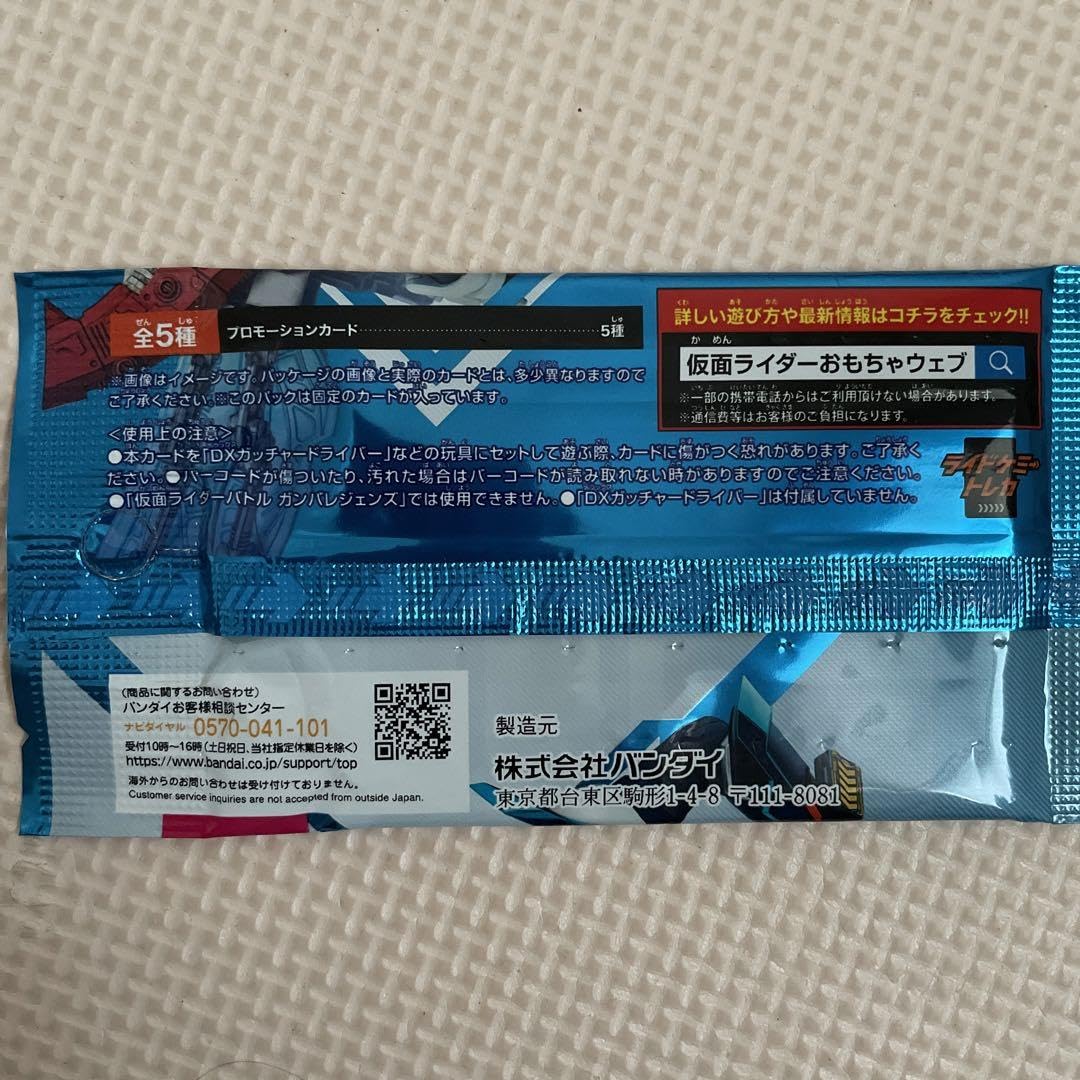 全5種 プロモーションカード 5種
※画像はイメージです。パッケージの画像と実際のカードとは、多少異なりますので
ご了承ください。※このパックは固定のカードが入っています。
<使用上の注意>
●本カードを「DXガッチャードライバー」などの玩具にセットして遊ぶ際、カードに傷がつく恐れがあります。ご了承く
ださい。●バーコードが傷ついたり、汚れた場合はバーコードが読み取れない時がありますのでご注意ください。
●「仮面ライダーバトル ガンバレジェンズ」では使用できません。●「DXガッチャードライバー」は付属していません。
詳しい遊び方や最新情報はコチラをチェック!!
仮面ライダーおもちゃウェブ
※一部の携帯電話からはご利用頂けない場合があります。
※通信費等はお客様のご負担になります。
ライドケミー
トレカ
(商品に関するお問い合わせ)
バンダイお客様相談センター
ナビダイヤル 0570-041-101
受付10時〜16時(土日祝日、当社指定休業日を除く)
https://www.bandai.co.jp/support/top
海外からのお問い合わせは受け付けておりません。
Customer service inquiries are not accepted from outside Japan.
製造元
株式会社バンダイ
東京都台東区駒形1-4-8 〒111-8081